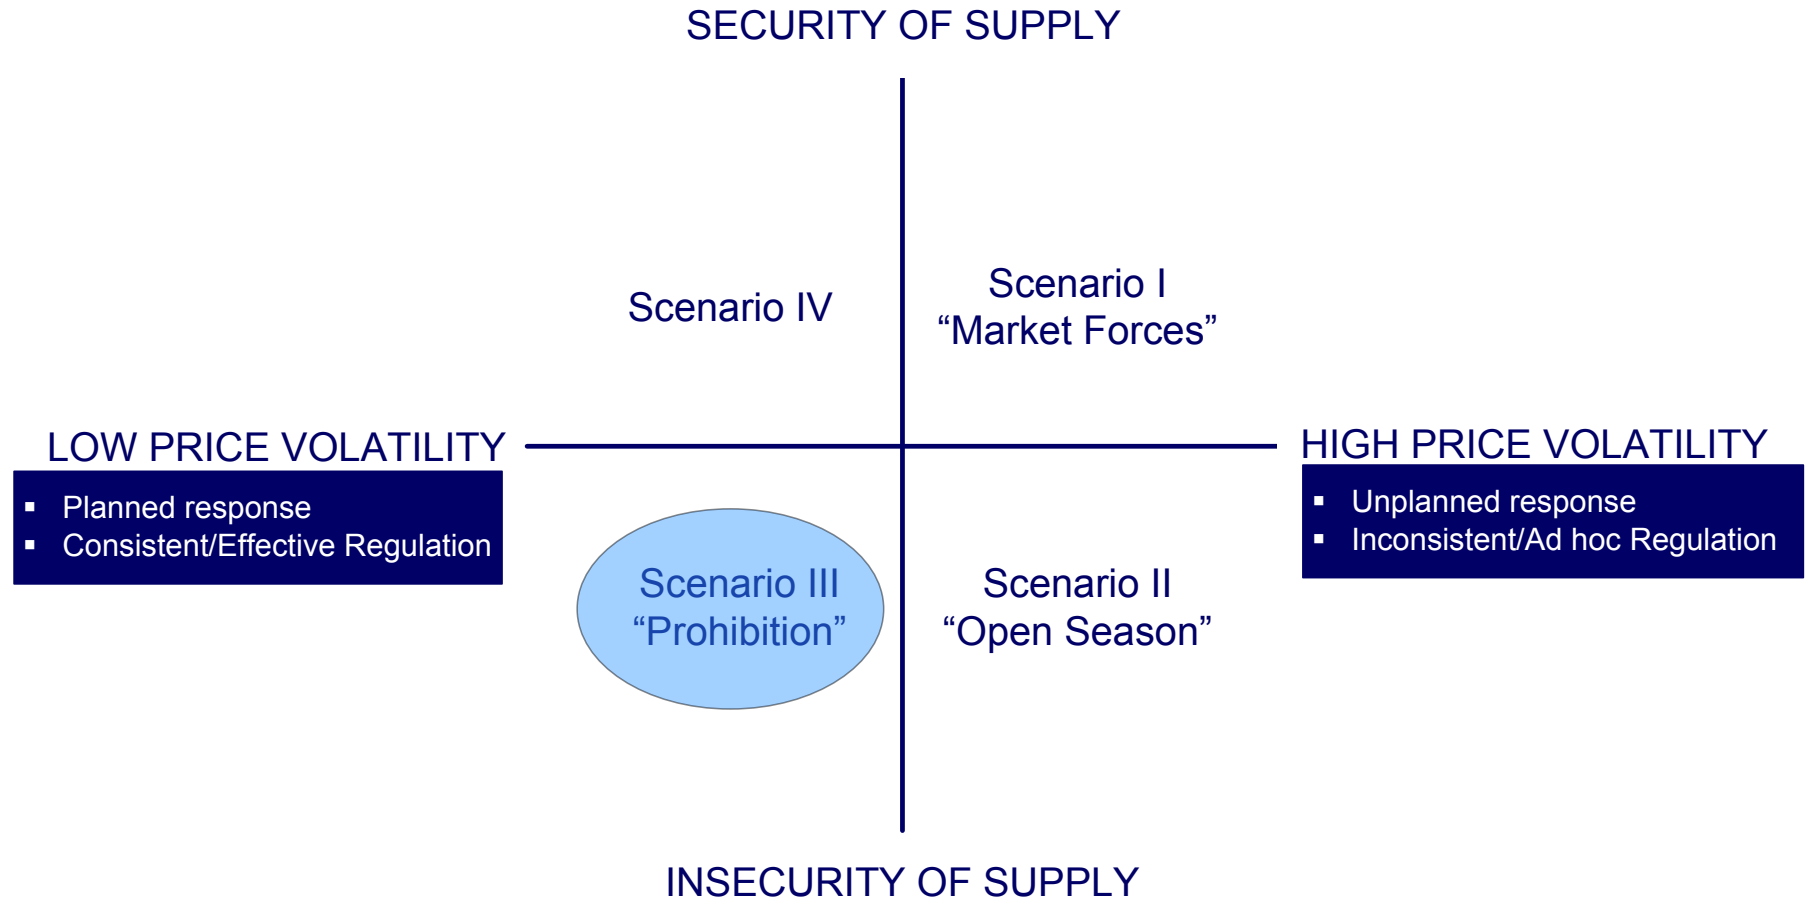 SECURITY OF SUPPLY
Scenario IV
Scenario I
“Market Forces”
LOW PRICE VOLATILITY
▪ Planned response
▪ Consistent/Effective Regulation
HIGH PRICE VOLATILITY
▪ Unplanned response
▪ Inconsistent/Ad hoc Regulation
Scenario III
“Prohibition”
Scenario II
“Open Season”
INSECURITY OF SUPPLY